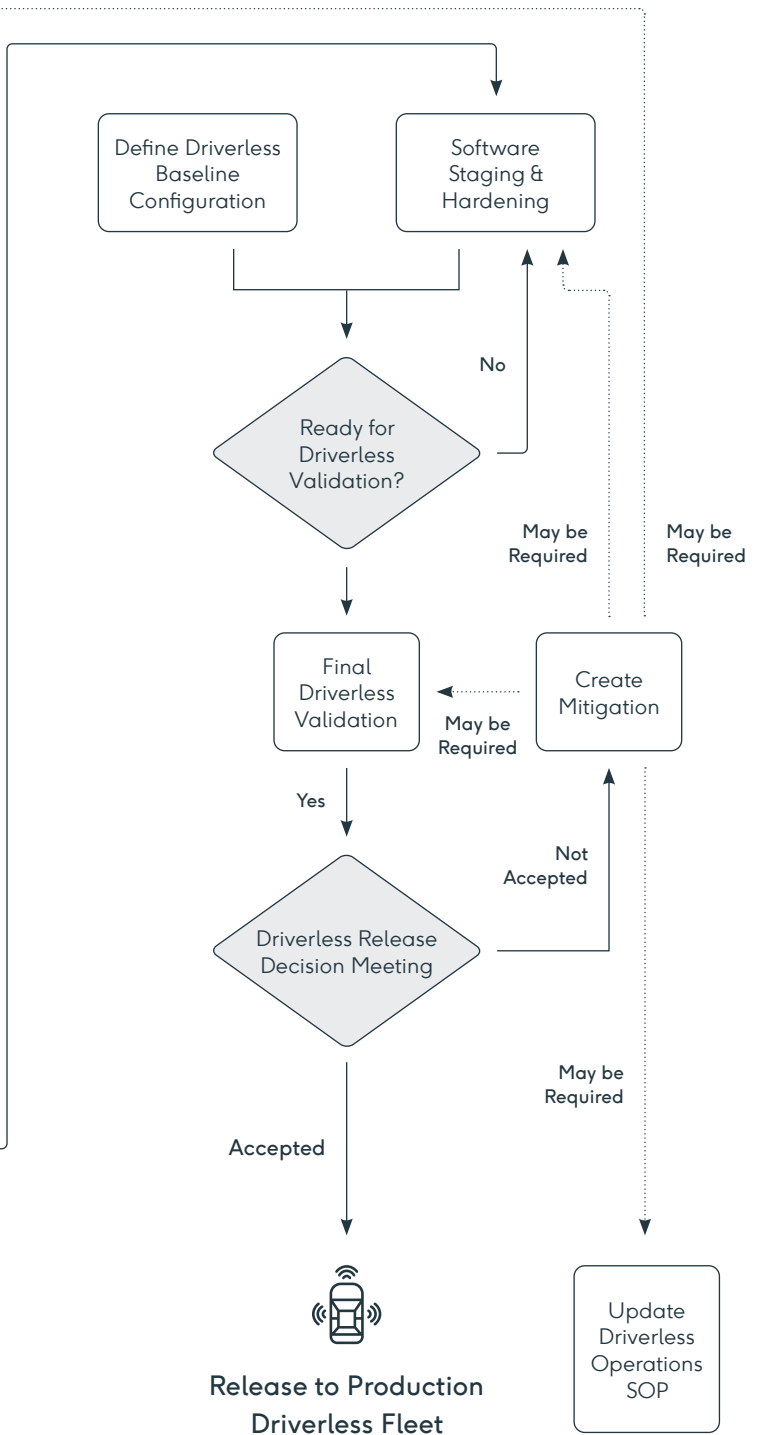 Define Driverless
Baseline
Configuration
Software
Staging &
Hardening
No
Ready for
Driverless
Validation?
May be
Required
May be
Required
Final
Driverless
Validation
Create
Mitigation
May be
Required
Yes
Not
Accepted
Driverless Release
Decision Meeting
May be
Required
Accepted
Release to Production
Driverless Fleet
Update
Driverless
Operations
SOP